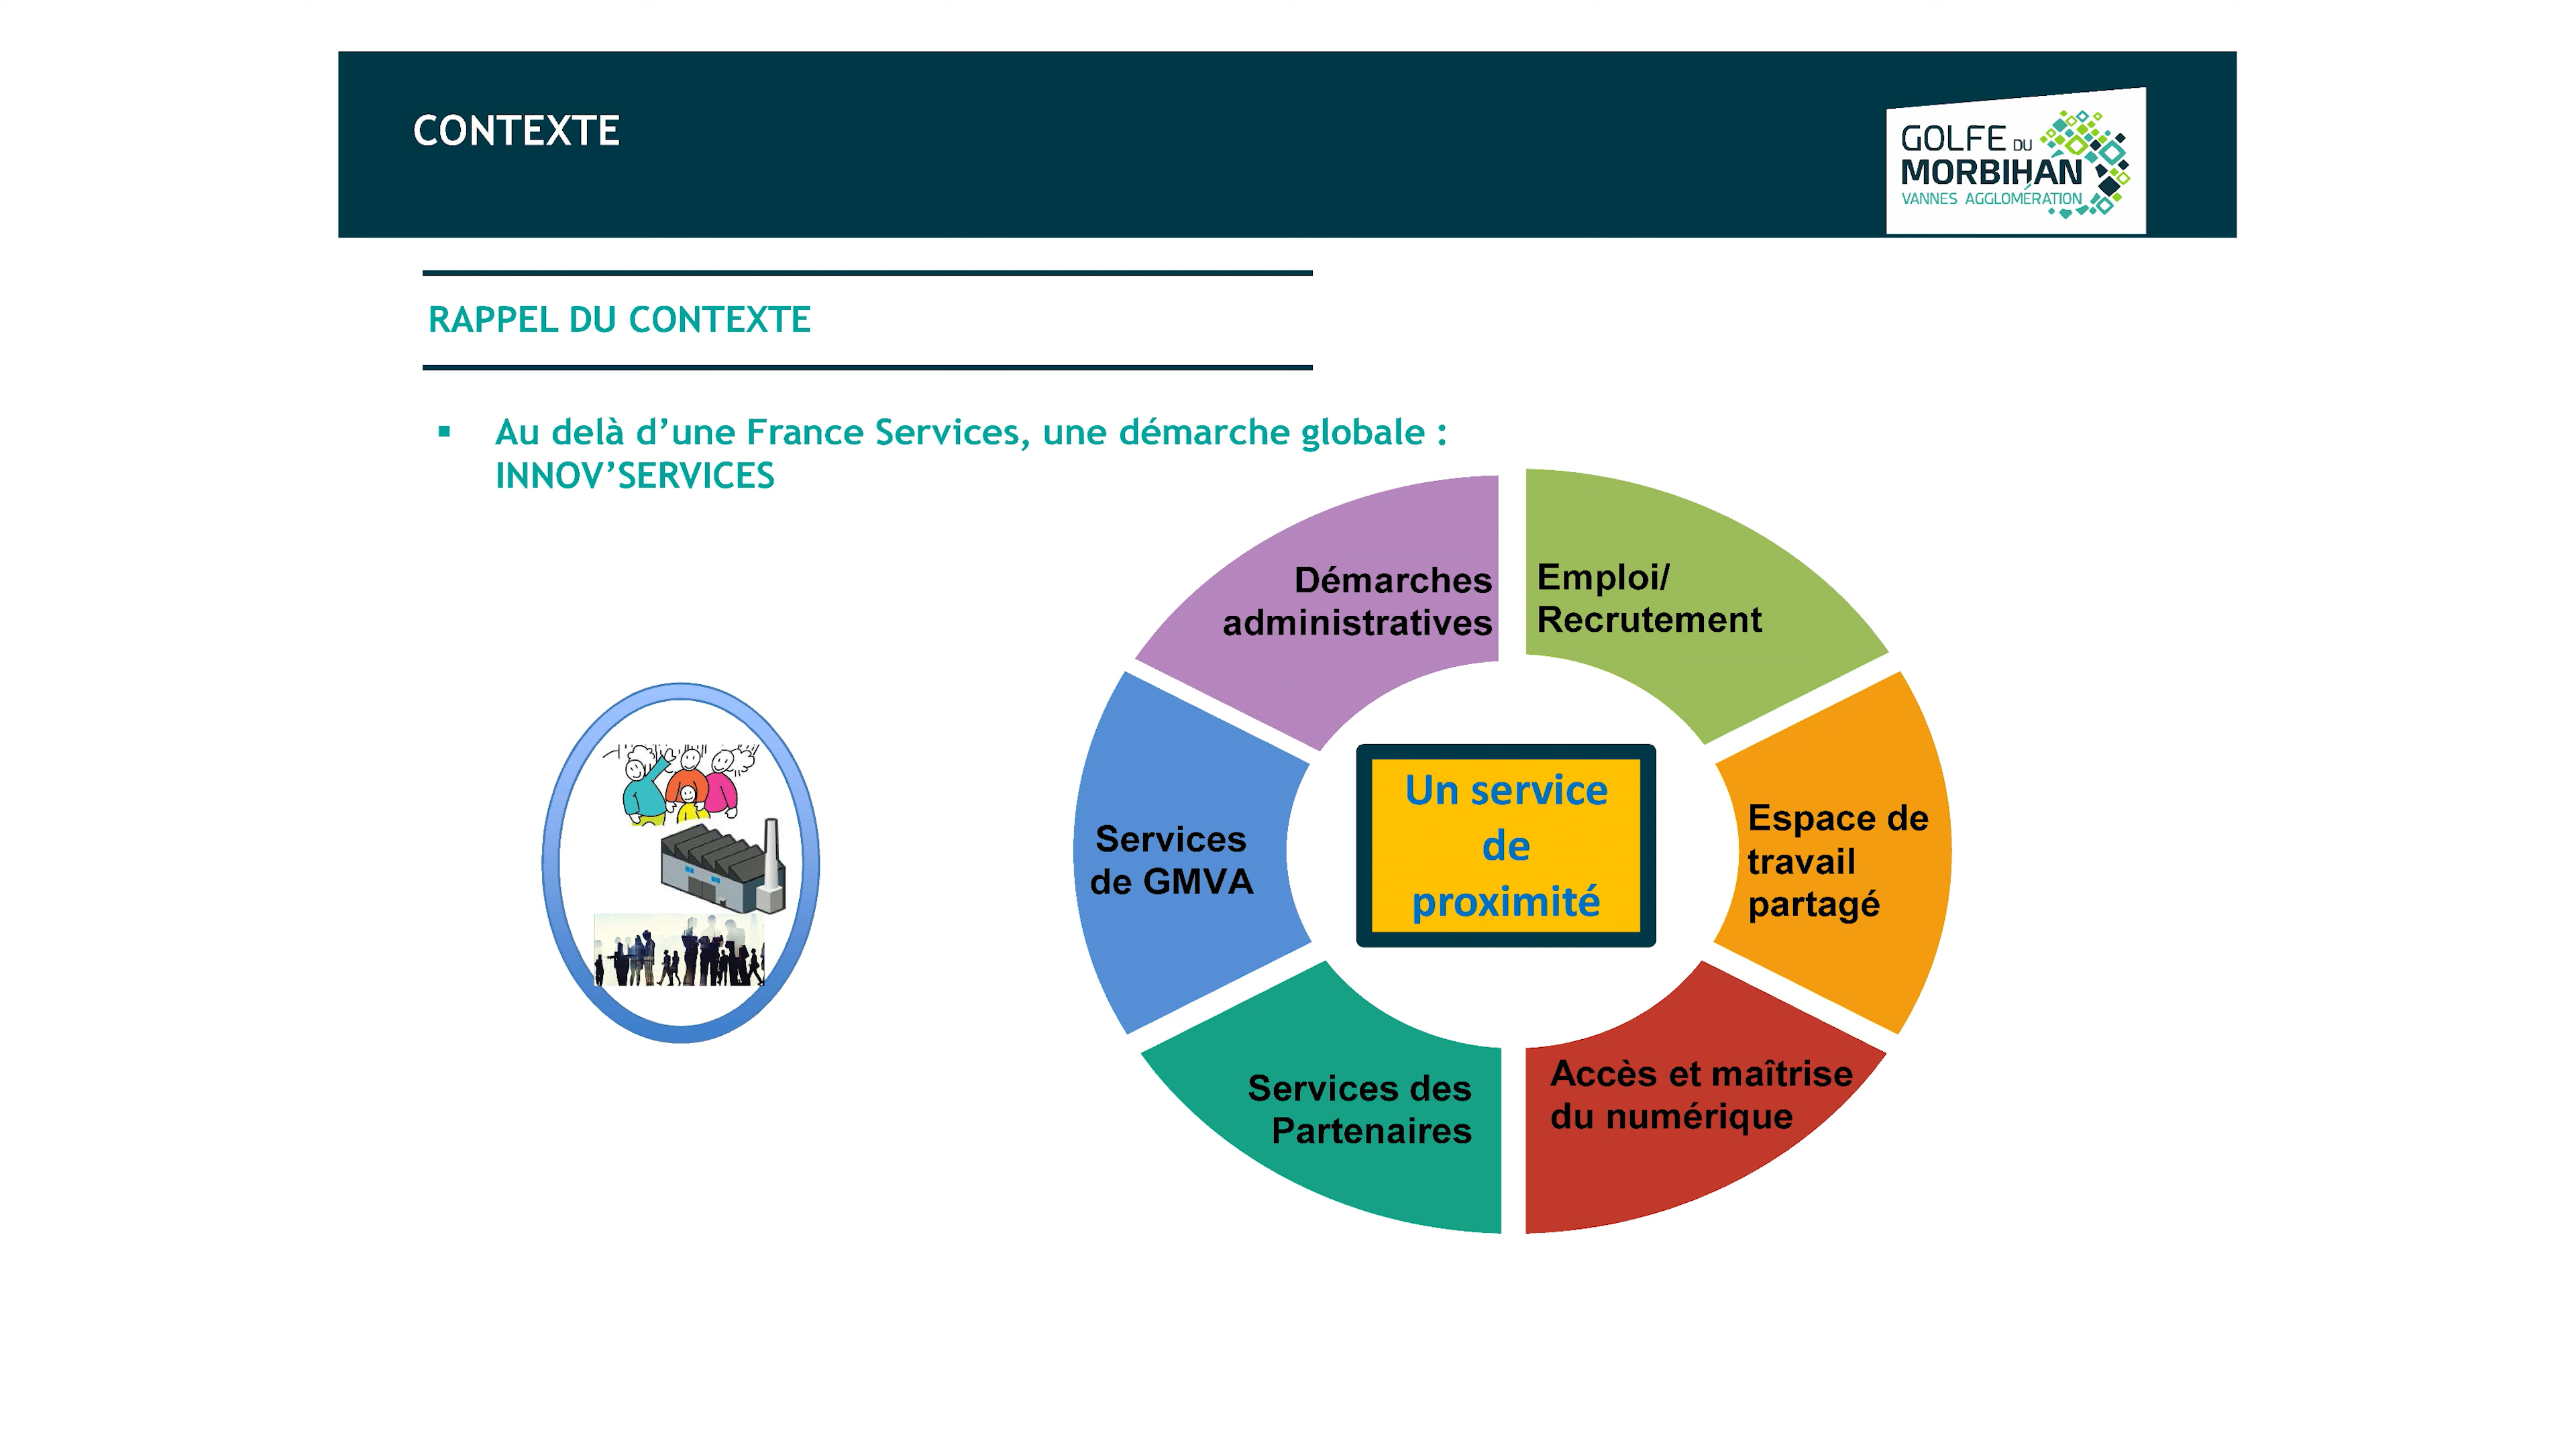 CONTEXTE
GOLFE DU
MORBIHAN
VANNES AGGLOMÉRATION
RAPPEL DU CONTEXTE
▪ Au delà d’une France Services, une démarche globale :
INNOV’SERVICES
Démarches
administratives
Emploi/
Recrutement
Services
de GMVA
Un service
de
proximité
Espace de
travail
partagé
Services des
Partenaires
Accès et maîtrise
du numérique